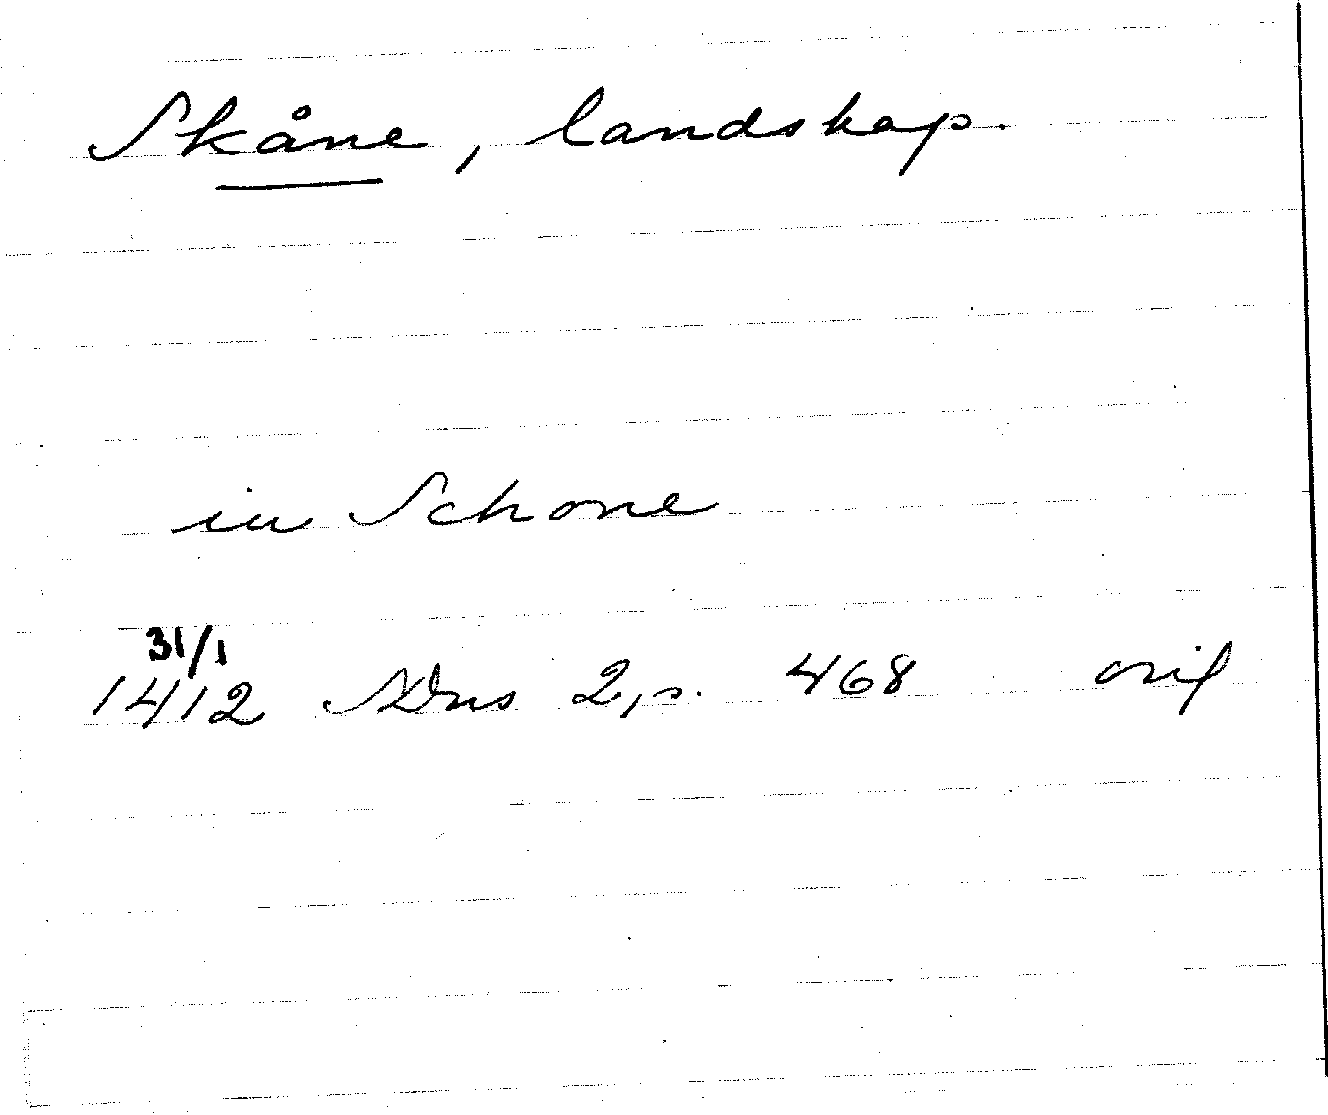 Skåne, landskap.
in Schone
31/1
1412 SDns 2, s. 468 orig